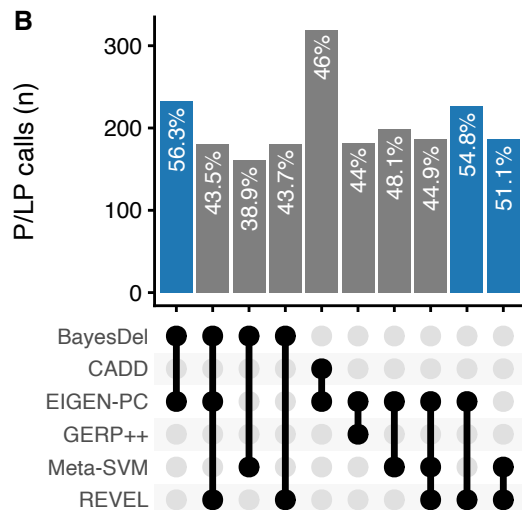 B
P/LP calls (n)
300
200
100
0
56.3%
43.5%
38.9%
43.7%
46%
44%
48.1%
44.9%
54.8%
51.1%
BayesDel
CADD
EIGEN-PC
GERP++
Meta-SVM
REVEL